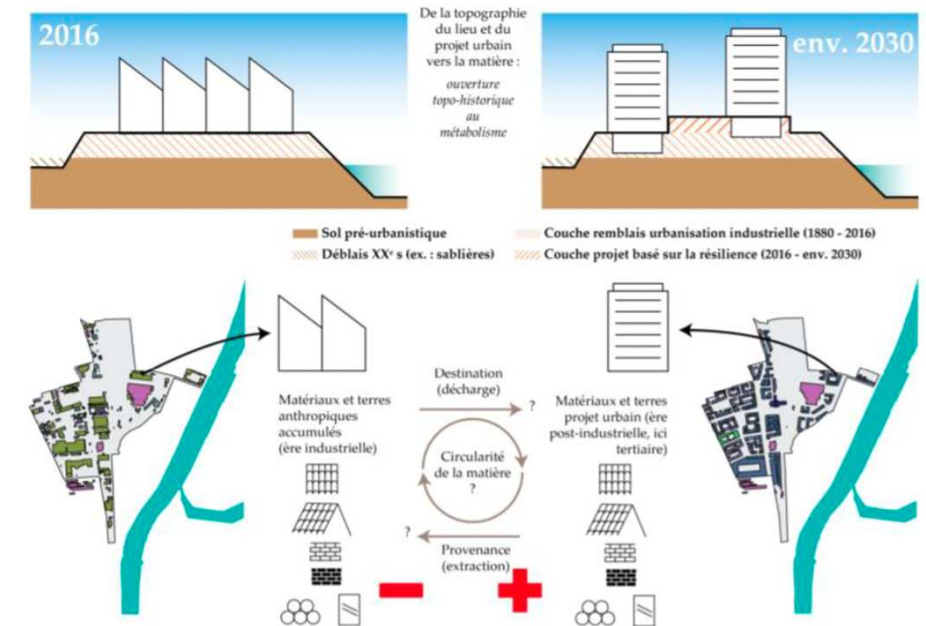 2016
De la topographie
du lieu et du
projet urbain
vers la matière :
ouverture
topo-historique
au
métabolisme
env. 2030
Sol pré-urbanistique
Déblais XXᵉ s (ex. : sablières)
Couche remblais urbanisation industrielle (1880 - 2016)
Couche projet basé sur la résilience (2016 - env. 2030)
Matériaux et terres
anthropiques
accumulés
(ère industrielle)
Destination
(décharge)
?
Circularité
de la matière
?
?
Provenance
(extraction)
Matériaux et terres
projet urbain (ère
post-industrielle, ici
tertiaire)